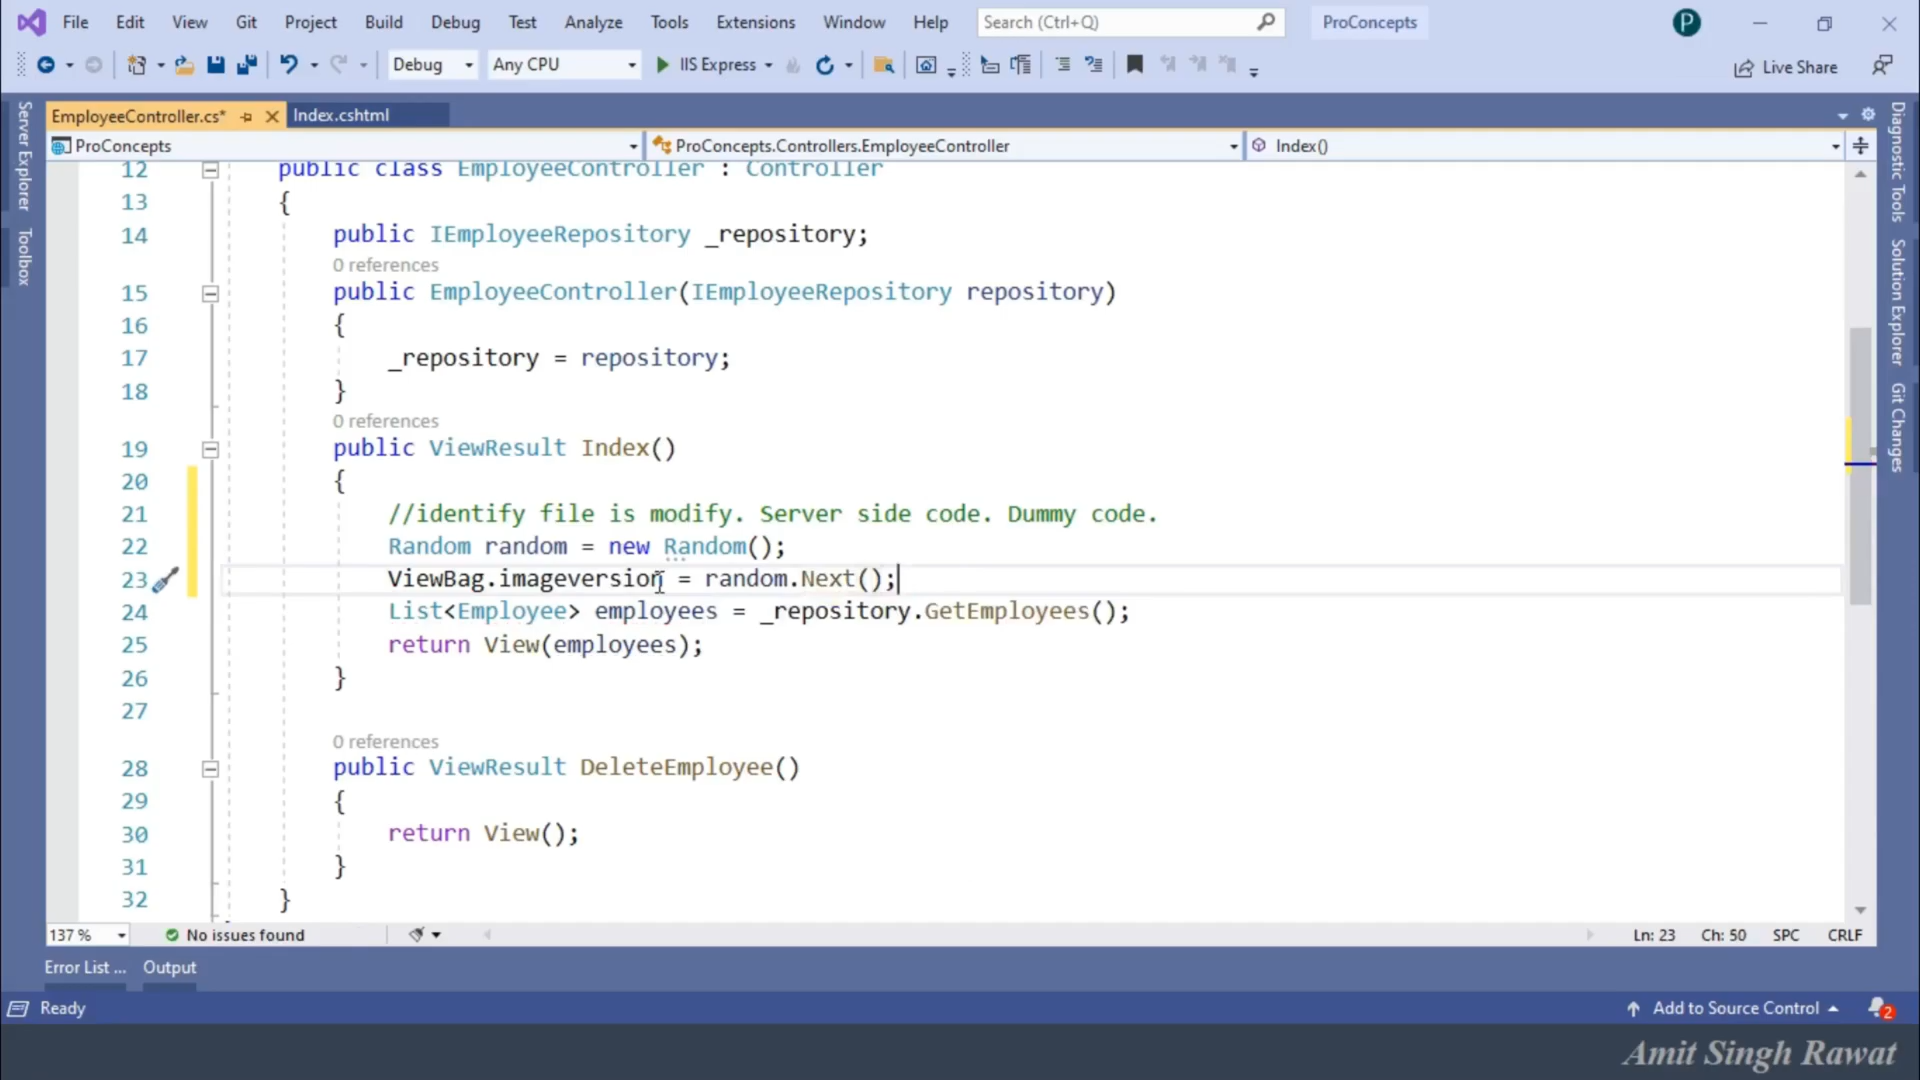 File Edit View Git Project Build Debug Test Analyze Tools Extensions Window Help Search (Ctrl+Q) ProConcepts P
Debug Any CPU IIS Express Live Share
EmployeeController.cs* Index.cshtml
ProConcepts ProConcepts.Controllers.EmployeeController Index()
Server Explorer
Toolbox
12 public class EmployeeController : Controller
13 {
14 public IEmployeeRepository _repository;
0 references
15 public EmployeeController(IEmployeeRepository repository)
16 {
17 _repository = repository;
18 }
0 references
19 public ViewResult Index()
20 {
21 //identify file is modify. Server side code. Dummy code.
22 Random random = new Random();
23 ViewBag.imageversion = random.Next();
24 List<Employee> employees = _repository.GetEmployees();
25 return View(employees);
26 }
27
0 references
28 public ViewResult DeleteEmployee()
29 {
30 return View();
31 }
32 }
Diagnostic Tools
Solution Explorer
Git Changes
137 % No issues found Ln: 23 Ch: 50 SPC CRLF
Error List ... Output
Ready Add to Source Control 2
Amit Singh Rawat